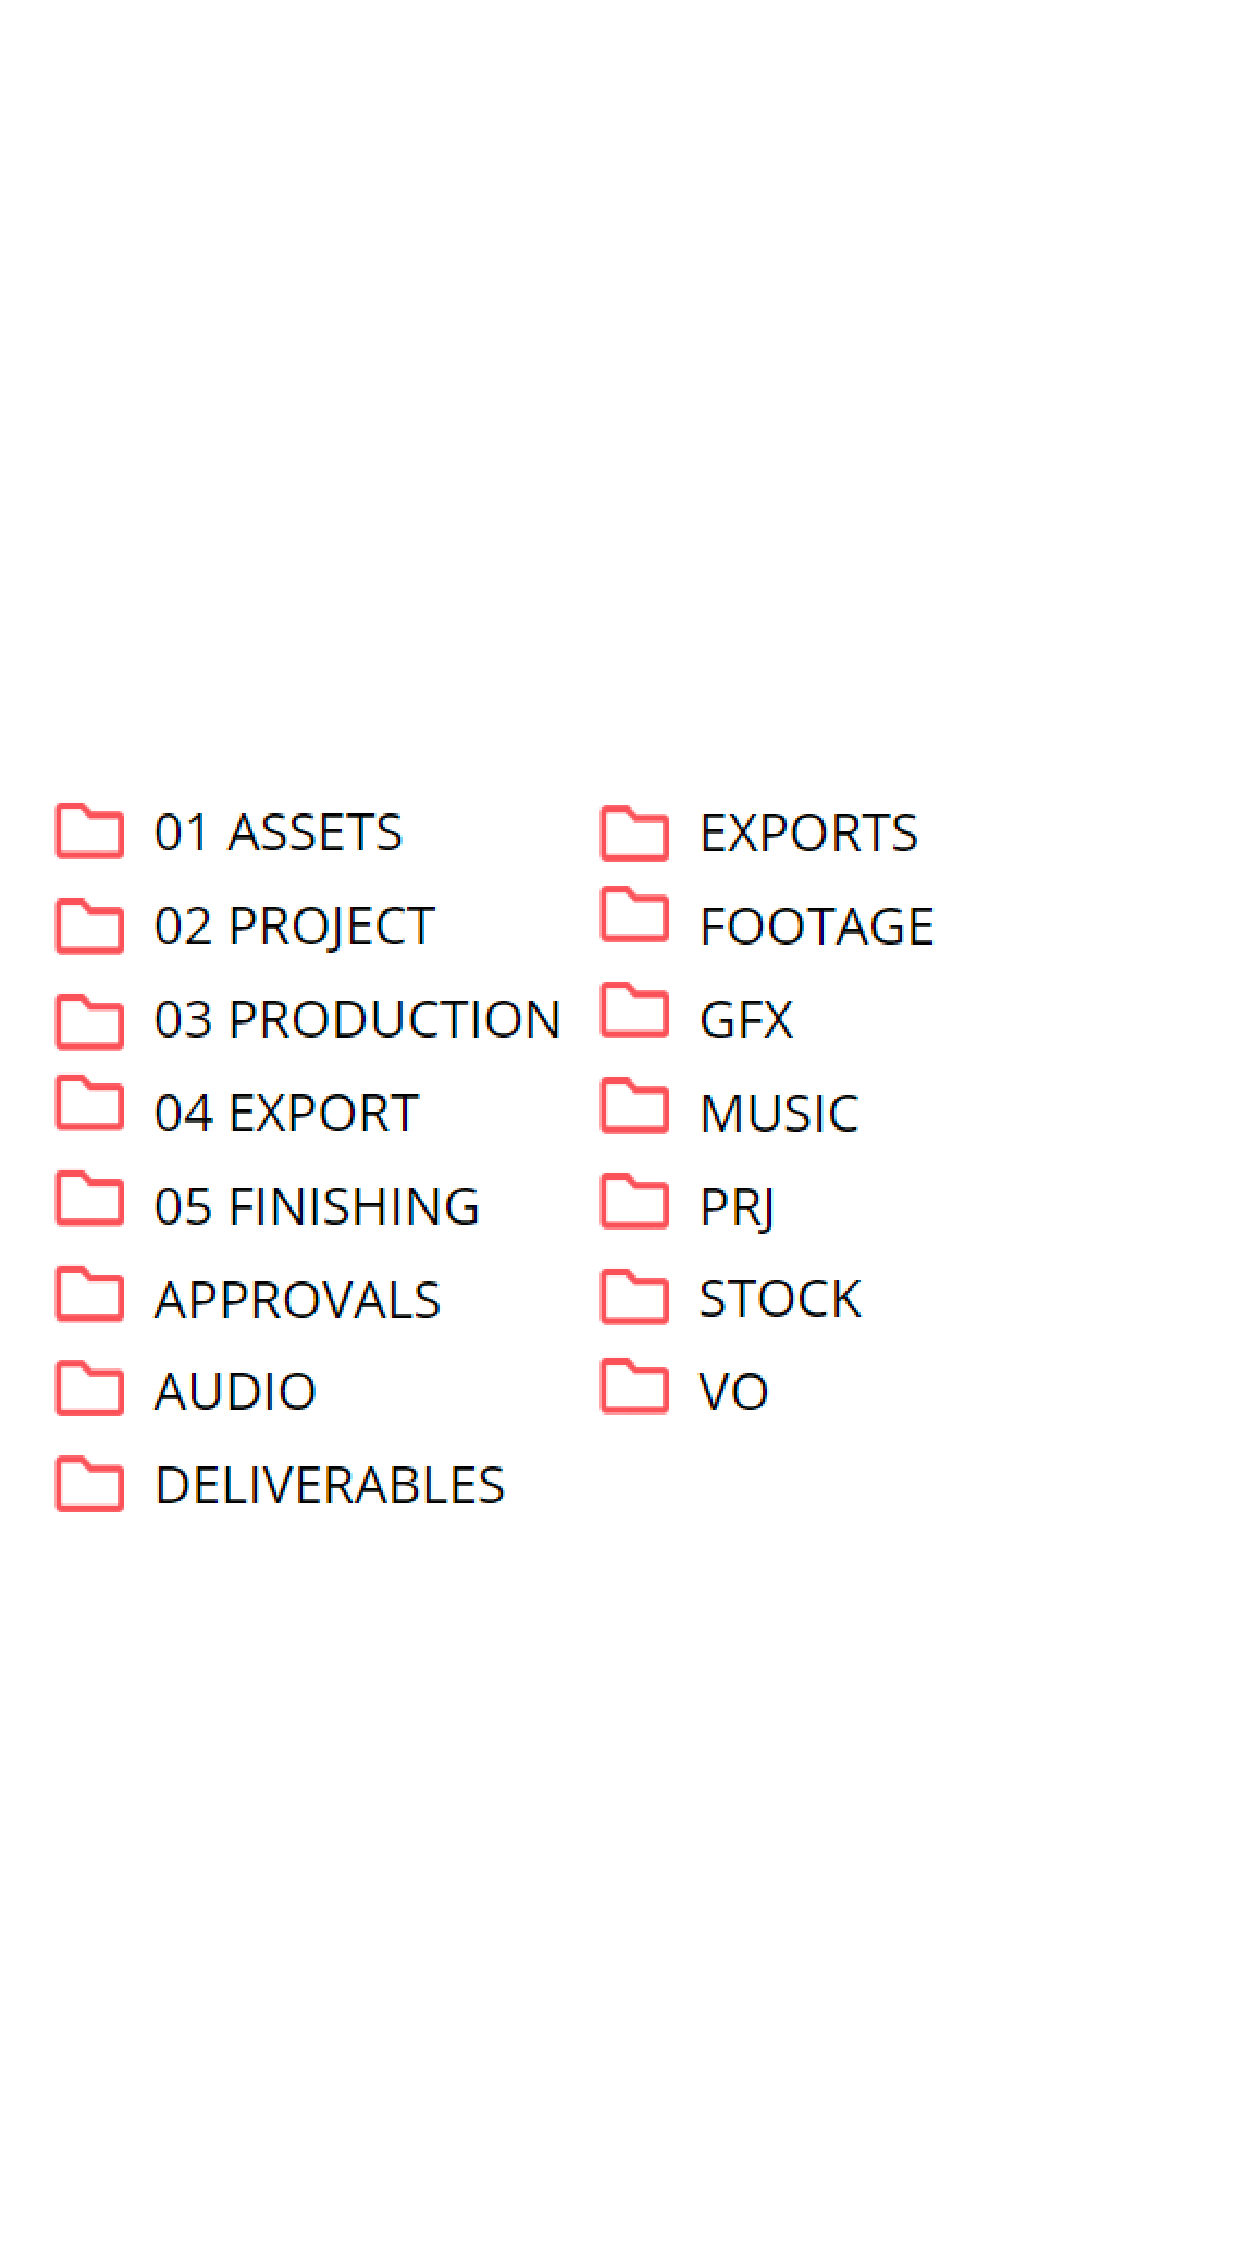 01 ASSETS
02 PROJECT
03 PRODUCTION
04 EXPORT
05 FINISHING
APPROVALS
AUDIO
DELIVERABLES
EXPORTS
FOOTAGE
GFX
MUSIC
PRJ
STOCK
VO